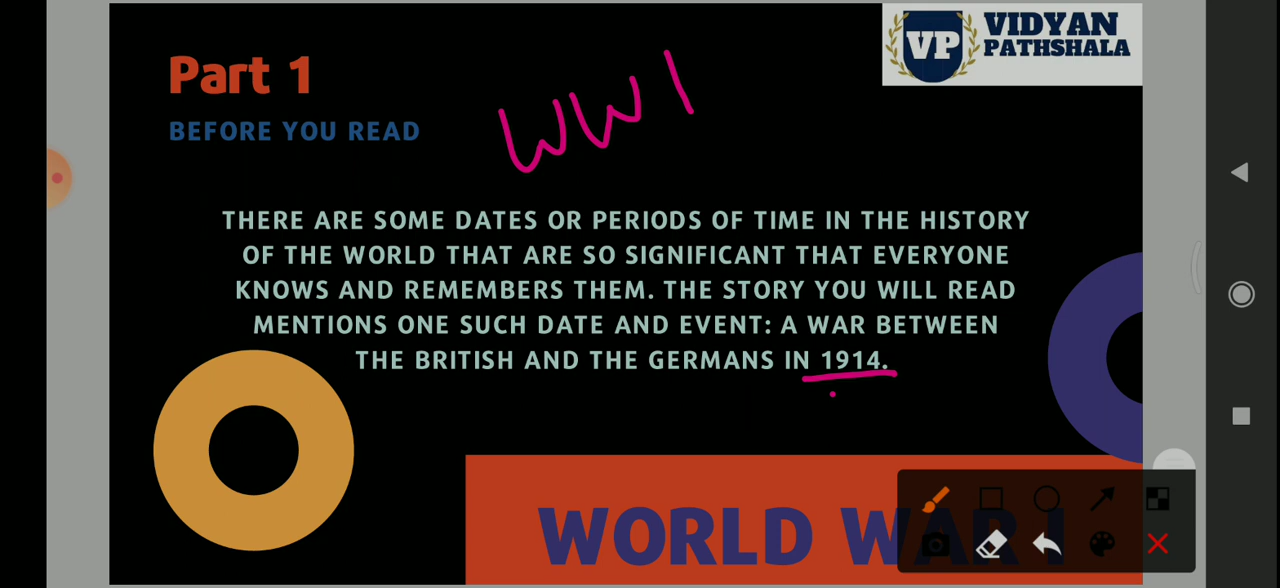 Part 1
BEFORE YOU READ
WW I
VP
VIDYAN
PATHSHALA
THERE ARE SOME DATES OR PERIODS OF TIME IN THE HISTORY
OF THE WORLD THAT ARE SO SIGNIFICANT THAT EVERYONE
KNOWS AND REMEMBERS THEM. THE STORY YOU WILL READ
MENTIONS ONE SUCH DATE AND EVENT: A WAR BETWEEN
THE BRITISH AND THE GERMANS IN 1914.
WORLD WAR I